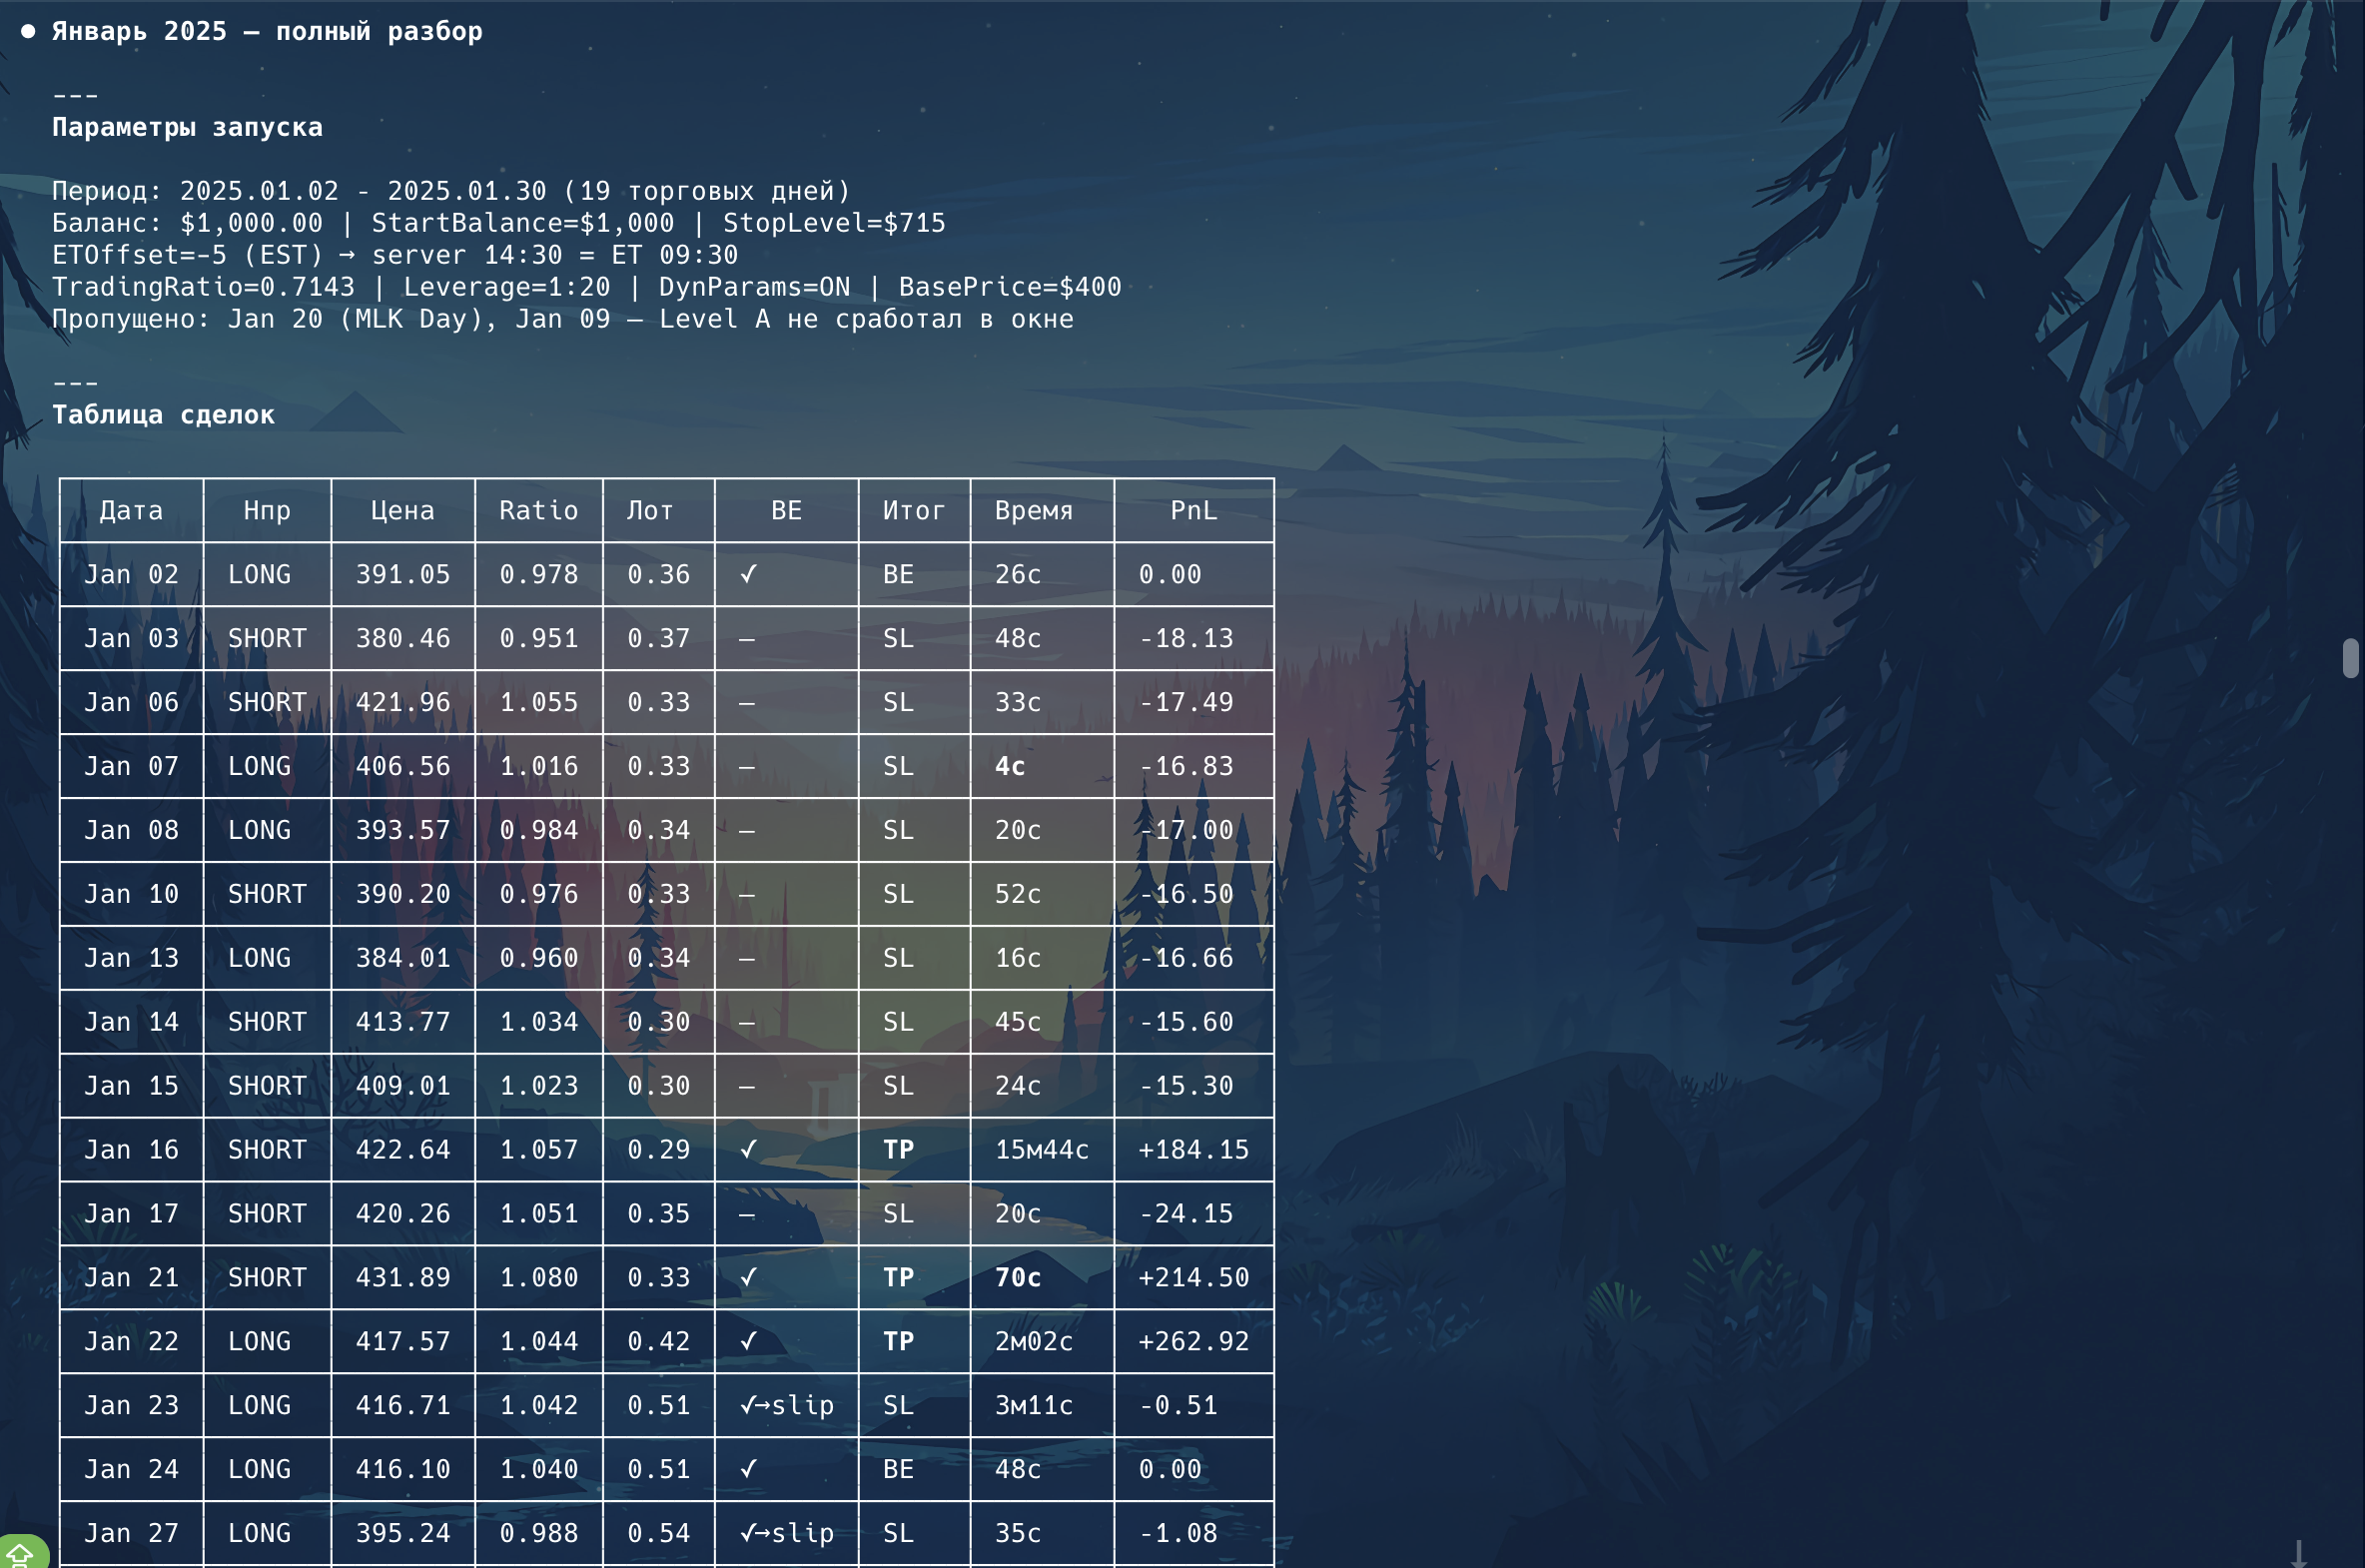 ● Январь 2025 — полный разбор
---
Параметры запуска
Период: 2025.01.02 - 2025.01.30 (19 торговых дней)
Баланс: $1,000.00 | StartBalance=$1,000 | StopLevel=$715
ETOffset=-5 (EST) → server 14:30 = ET 09:30
TradingRatio=0.7143 | Leverage=1:20 | DynParams=ON | BasePrice=$400
Пропущено: Jan 20 (MLK Day), Jan 09 — Level A не сработал в окне
---
Таблица сделок
Дата Нпр Цена Ratio Лот BE Итог Время PnL
Jan 02 LONG 391.05 0.978 0.36 ✓ BE 26с 0.00
Jan 03 SHORT 380.46 0.951 0.37 — SL 48с -18.13
Jan 06 SHORT 421.96 1.055 0.33 — SL 33с -17.49
Jan 07 LONG 406.56 1.016 0.33 — SL 4с -16.83
Jan 08 LONG 393.57 0.984 0.34 — SL 20с -17.00
Jan 10 SHORT 390.20 0.976 0.33 — SL 52с -16.50
Jan 13 LONG 384.01 0.960 0.34 — SL 16с -16.66
Jan 14 SHORT 413.77 1.034 0.30 — SL 45с -15.60
Jan 15 SHORT 409.01 1.023 0.30 — SL 24с -15.30
Jan 16 SHORT 422.64 1.057 0.29 ✓ TP 15м44с +184.15
Jan 17 SHORT 420.26 1.051 0.35 — SL 20с -24.15
Jan 21 SHORT 431.89 1.080 0.33 ✓ TP 70с +214.50
Jan 22 LONG 417.57 1.044 0.42 ✓ TP 2м02с +262.92
Jan 23 LONG 416.71 1.042 0.51 ✓→slip SL 3м11с -0.51
Jan 24 LONG 416.10 1.040 0.51 ✓ BE 48с 0.00
Jan 27 LONG 395.24 0.988 0.54 ✓→slip SL 35с -1.08